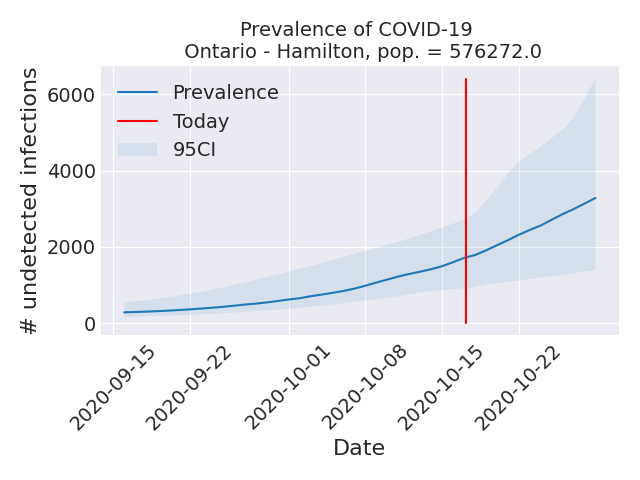 Prevalence of COVID-19
Ontario - Hamilton, pop. = 576272.0
# undetected infections
6000
4000
2000
0
Prevalence
Today
95CI
2020-09-15
2020-09-22
2020-10-01
2020-10-08
2020-10-15
2020-10-22
Date